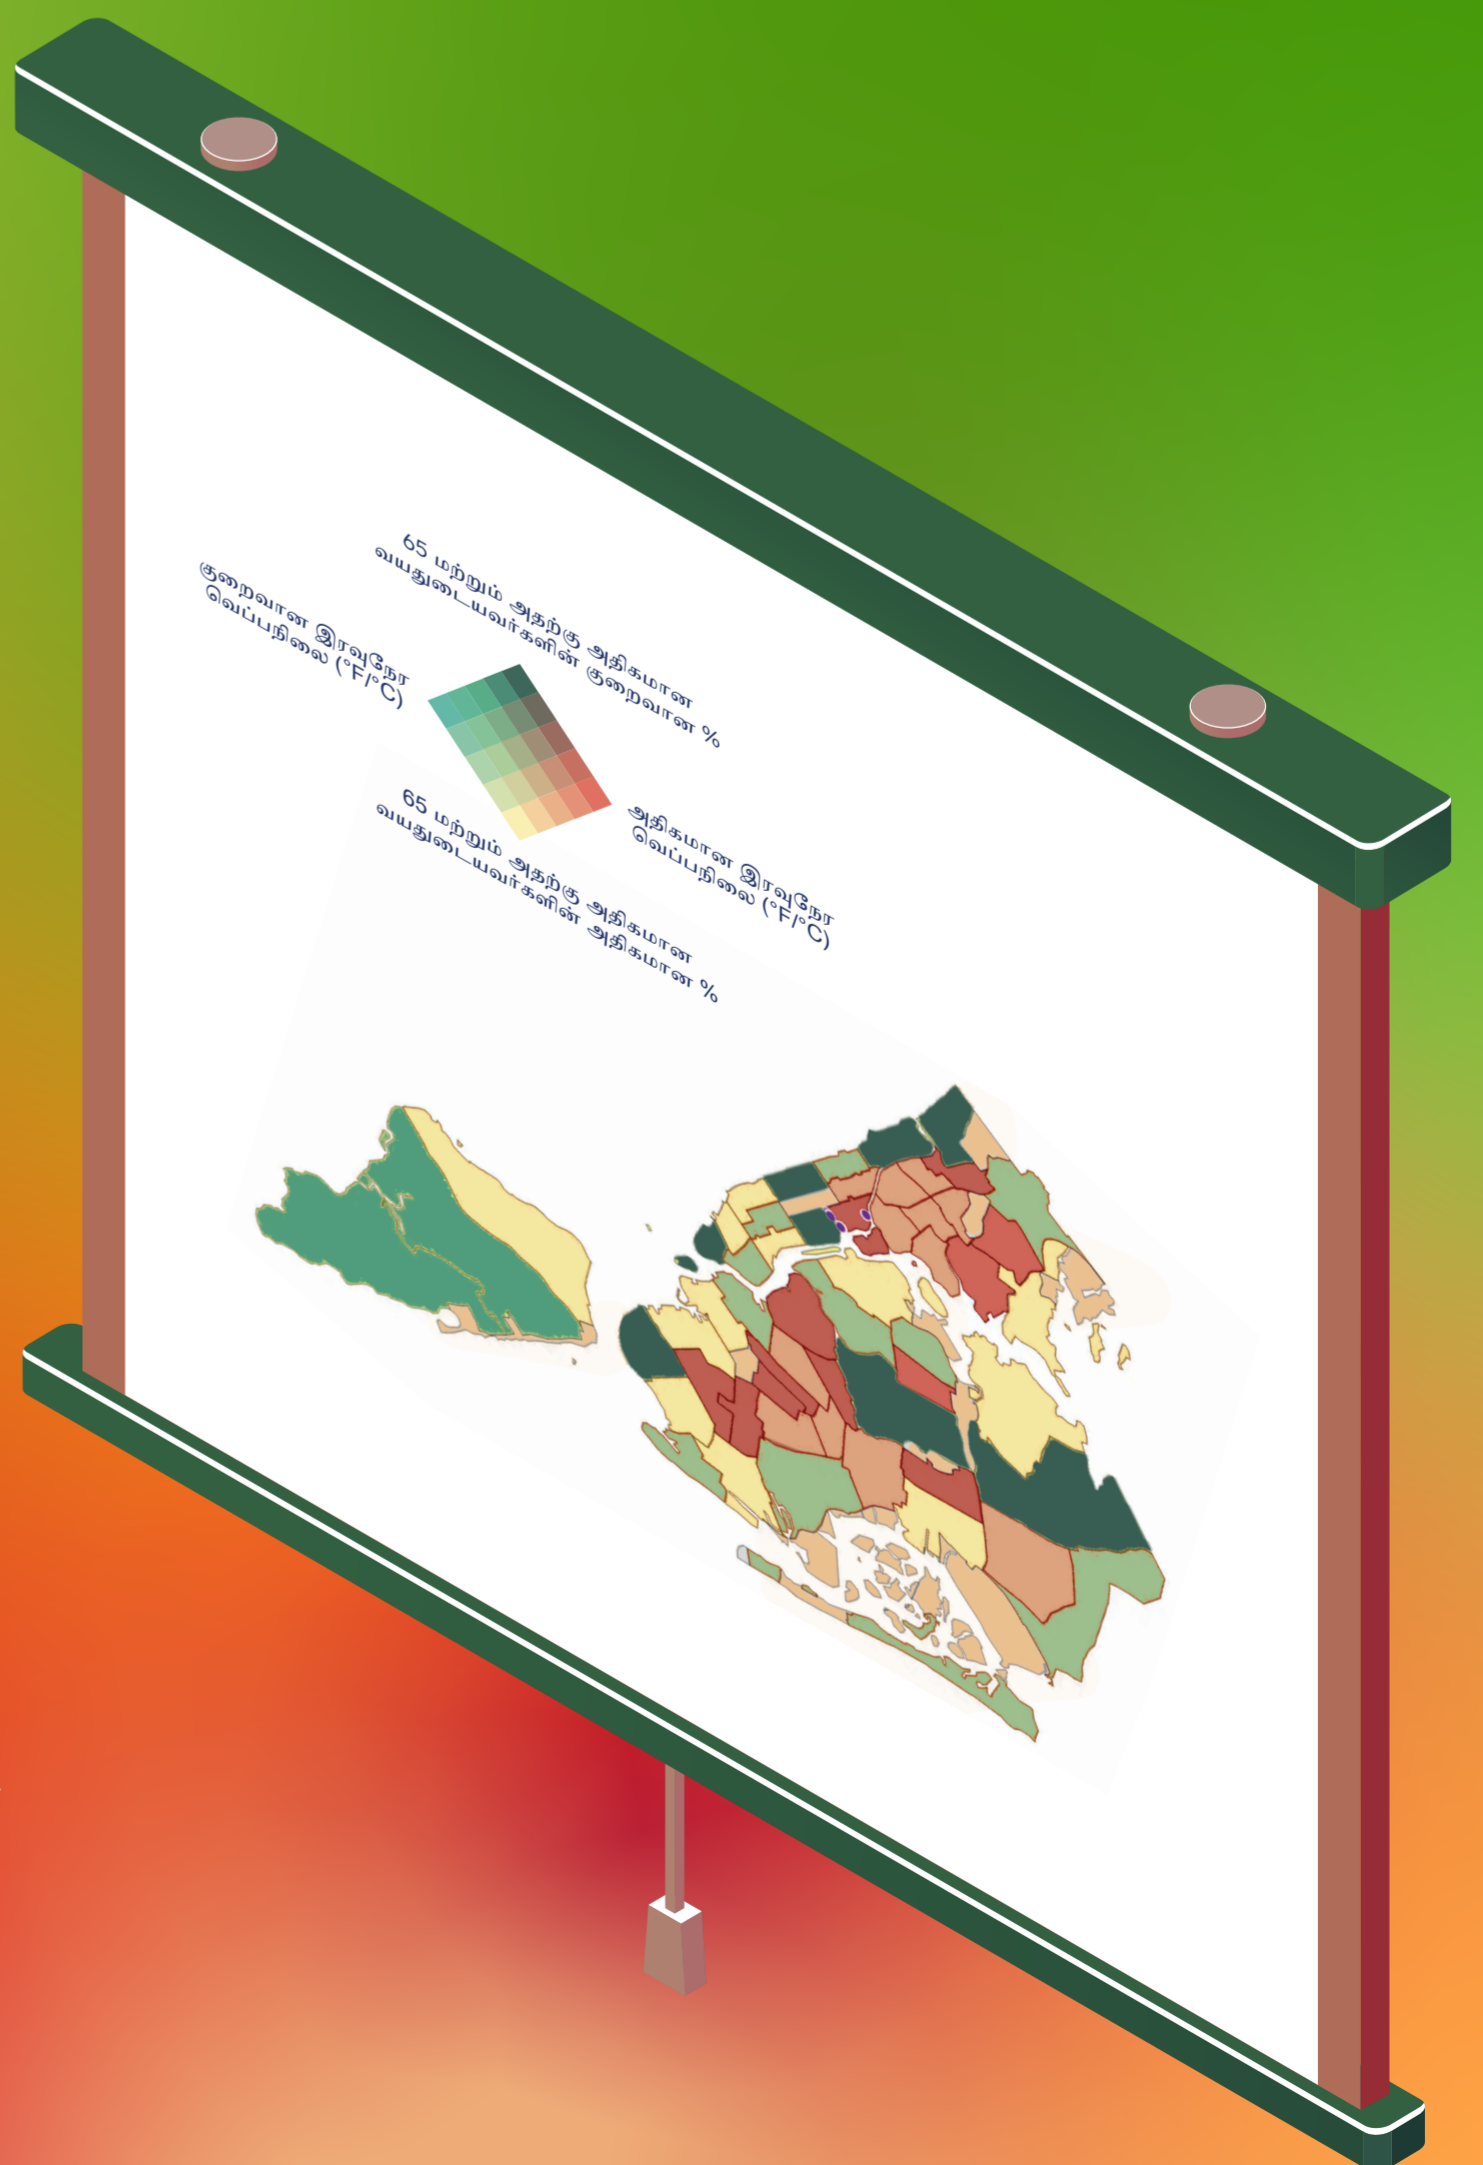 65 மற்றும் அதற்கு அதிகமான
வயதுடையவர்களின் குறைவான %
குறைவான இரவுநேர
வெப்பநிலை (°F/°C)
அதிகமான இரவுநேர
வெப்பநிலை (°F/°C)
65 மற்றும் அதற்கு அதிகமான
வயதுடையவர்களின் அதிகமான %